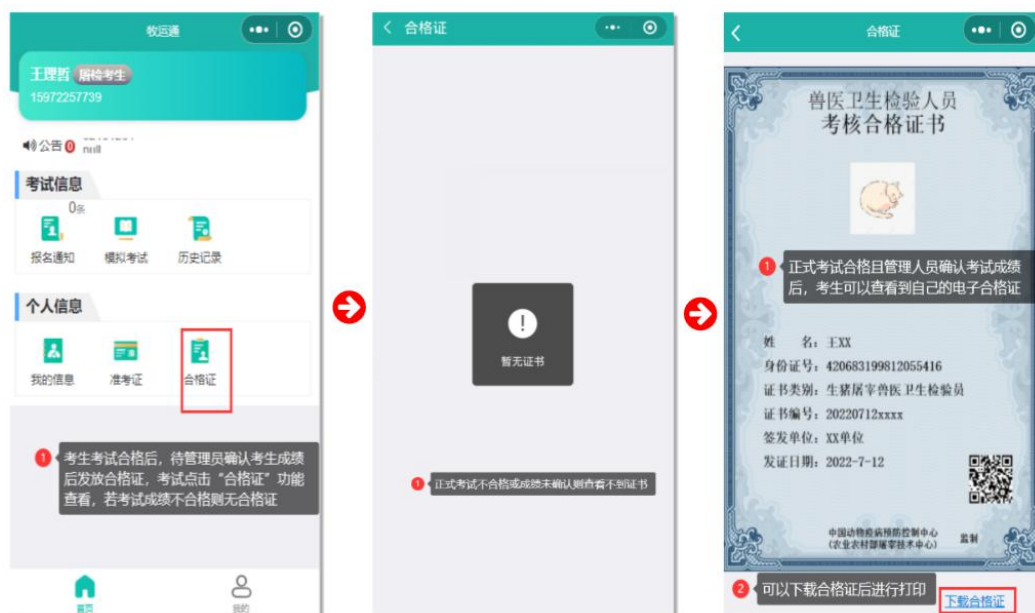 牧运通
王理哲 屠检考生
15972257739
公告 0
null
考试信息
0条
报名通知 模拟考试 历史记录
个人信息
我的信息 准考证 合格证
1 考生考试合格后，待管理员确认考生成绩
后发放合格证，考试点击“合格证”功能
查看，若考试成绩不合格则无合格证
首页 我的
合格证
!
暂无证书
1 正式考试不合格或成绩未确认则查看不到证书
合格证
兽医卫生检验人员
考核合格证书
1 正式考试合格且管理人员确认考试成绩
后，考生可以查看到自己的电子合格证
姓 名：王XX
身份证号：420683199812055416
证书类别：生猪屠宰兽医卫生检验员
证书编号：20220712xxxx
签发单位：XX单位
发证日期：2022-7-12
中国动物疫病预防控制中心
（农业农村部屠宰技术中心） 监制
2 可以下载合格证后进行打印
下载合格证